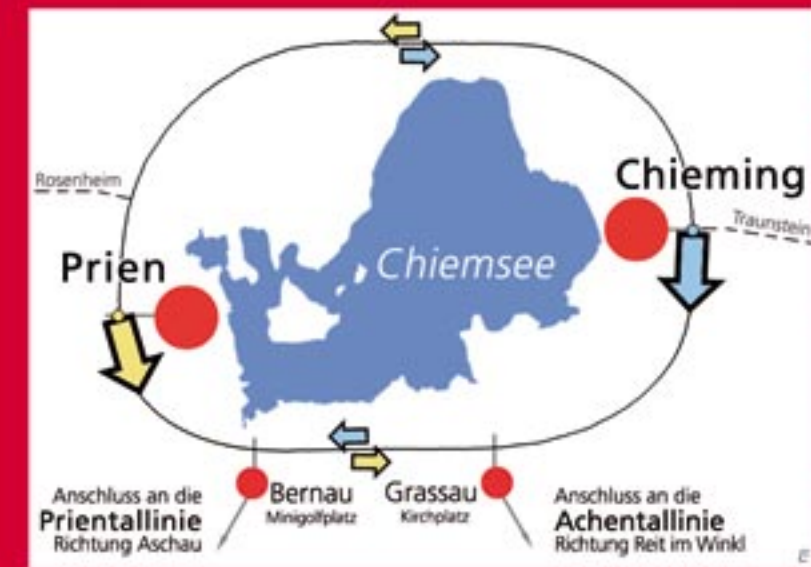 Rosenheim
Chieming
Traunstein
Prien
Chiemsee
Anschluss an die
Prientallinie
Richtung Aschau
Bernau
Minigolfplatz
Grassau
Kirchplatz
Anschluss an die
Achentallinie
Richtung Reit im Winkl